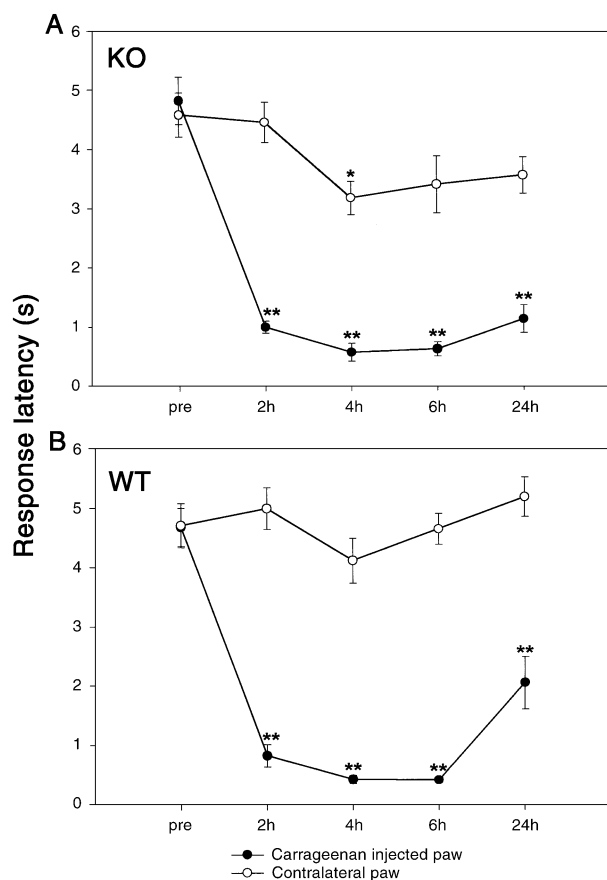 A
KO
6
5
4
3
2
1
0
*
**
**
**
**
pre
2h
4h
6h
24h
Response latency (s)
B
WT
6
5
4
3
2
1
0
**
**
**
**
pre
2h
4h
6h
24h
Carrageenan injected paw
Contralateral paw